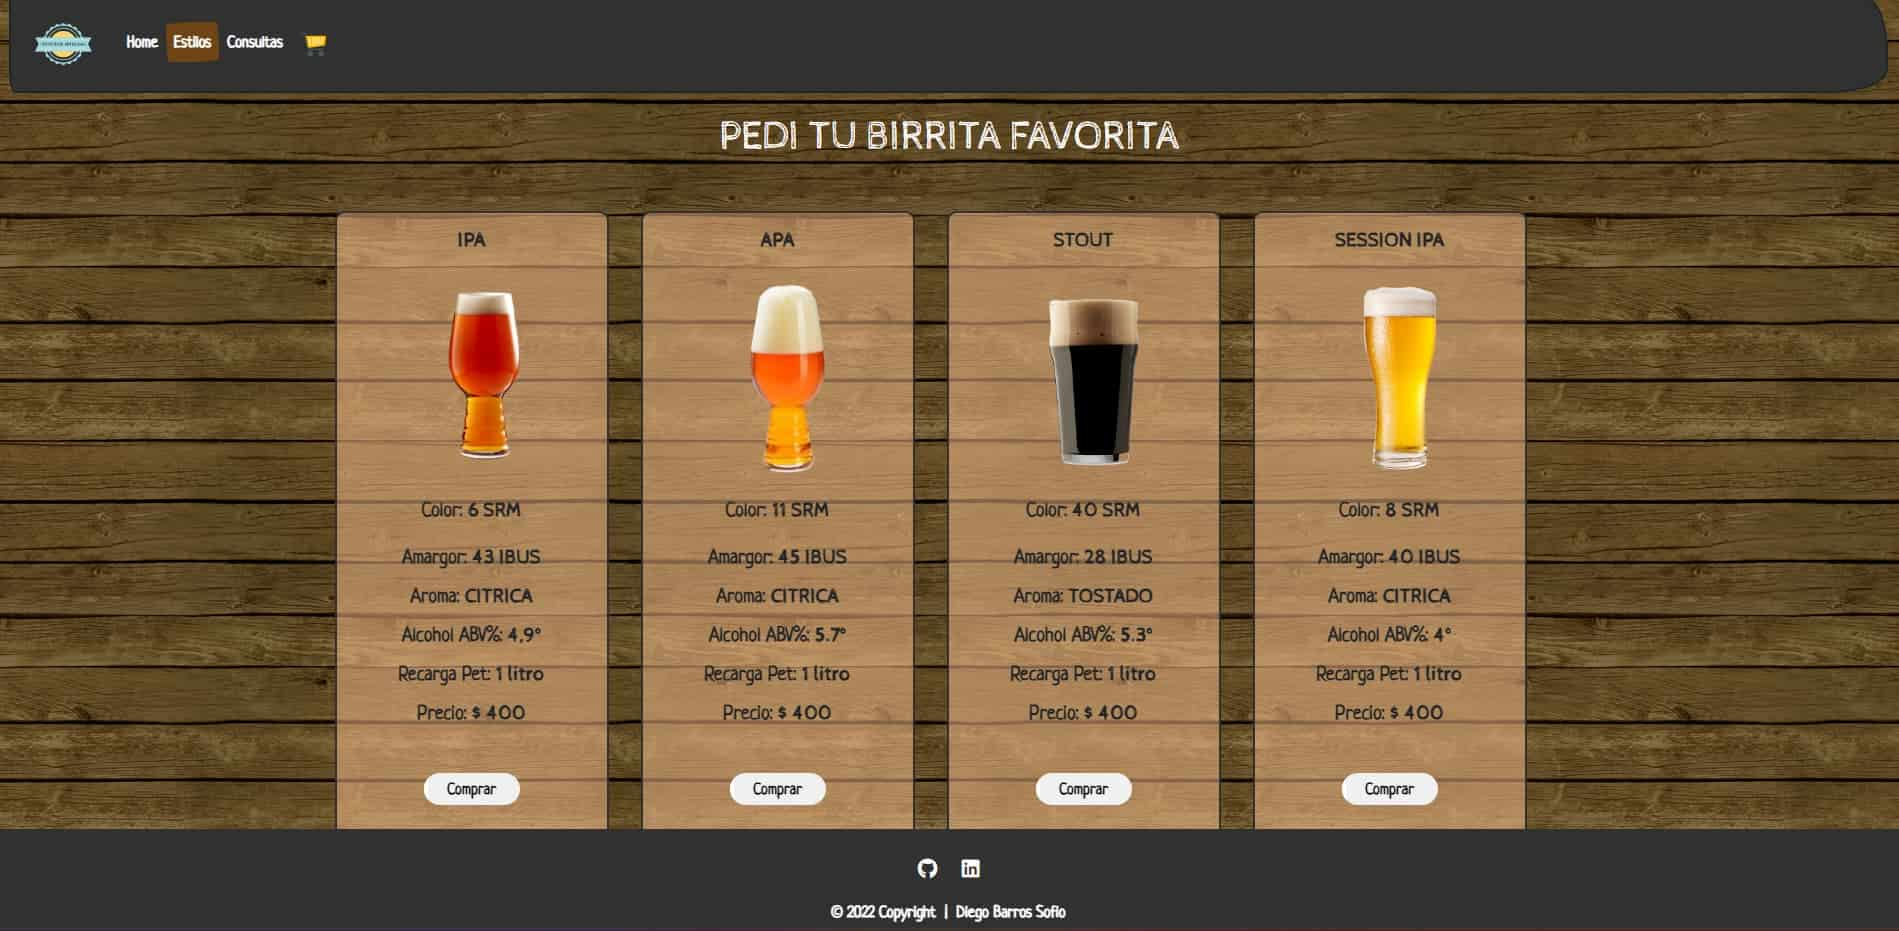 Home Estilos Consultas
PEDI TU BIRRITA FAVORITA
IPA
Color: 6 SRM
Amargor: 43 IBUS
Aroma: CITRICA
Alcohol ABV%: 4,9°
Recarga Pet: 1 litro
Precio: $ 400
Comprar
APA
Color: 11 SRM
Amargor: 45 IBUS
Aroma: CITRICA
Alcohol ABV%: 5.7°
Recarga Pet: 1 litro
Precio: $ 400
Comprar
STOUT
Color: 40 SRM
Amargor: 28 IBUS
Aroma: TOSTADO
Alcohol ABV%: 5.3°
Recarga Pet: 1 litro
Precio: $ 400
Comprar
SESSION IPA
Color: 8 SRM
Amargor: 40 IBUS
Aroma: CITRICA
Alcohol ABV%: 4°
Recarga Pet: 1 litro
Precio: $ 400
Comprar
© 2022 Copyright | Diego Barros Sofio